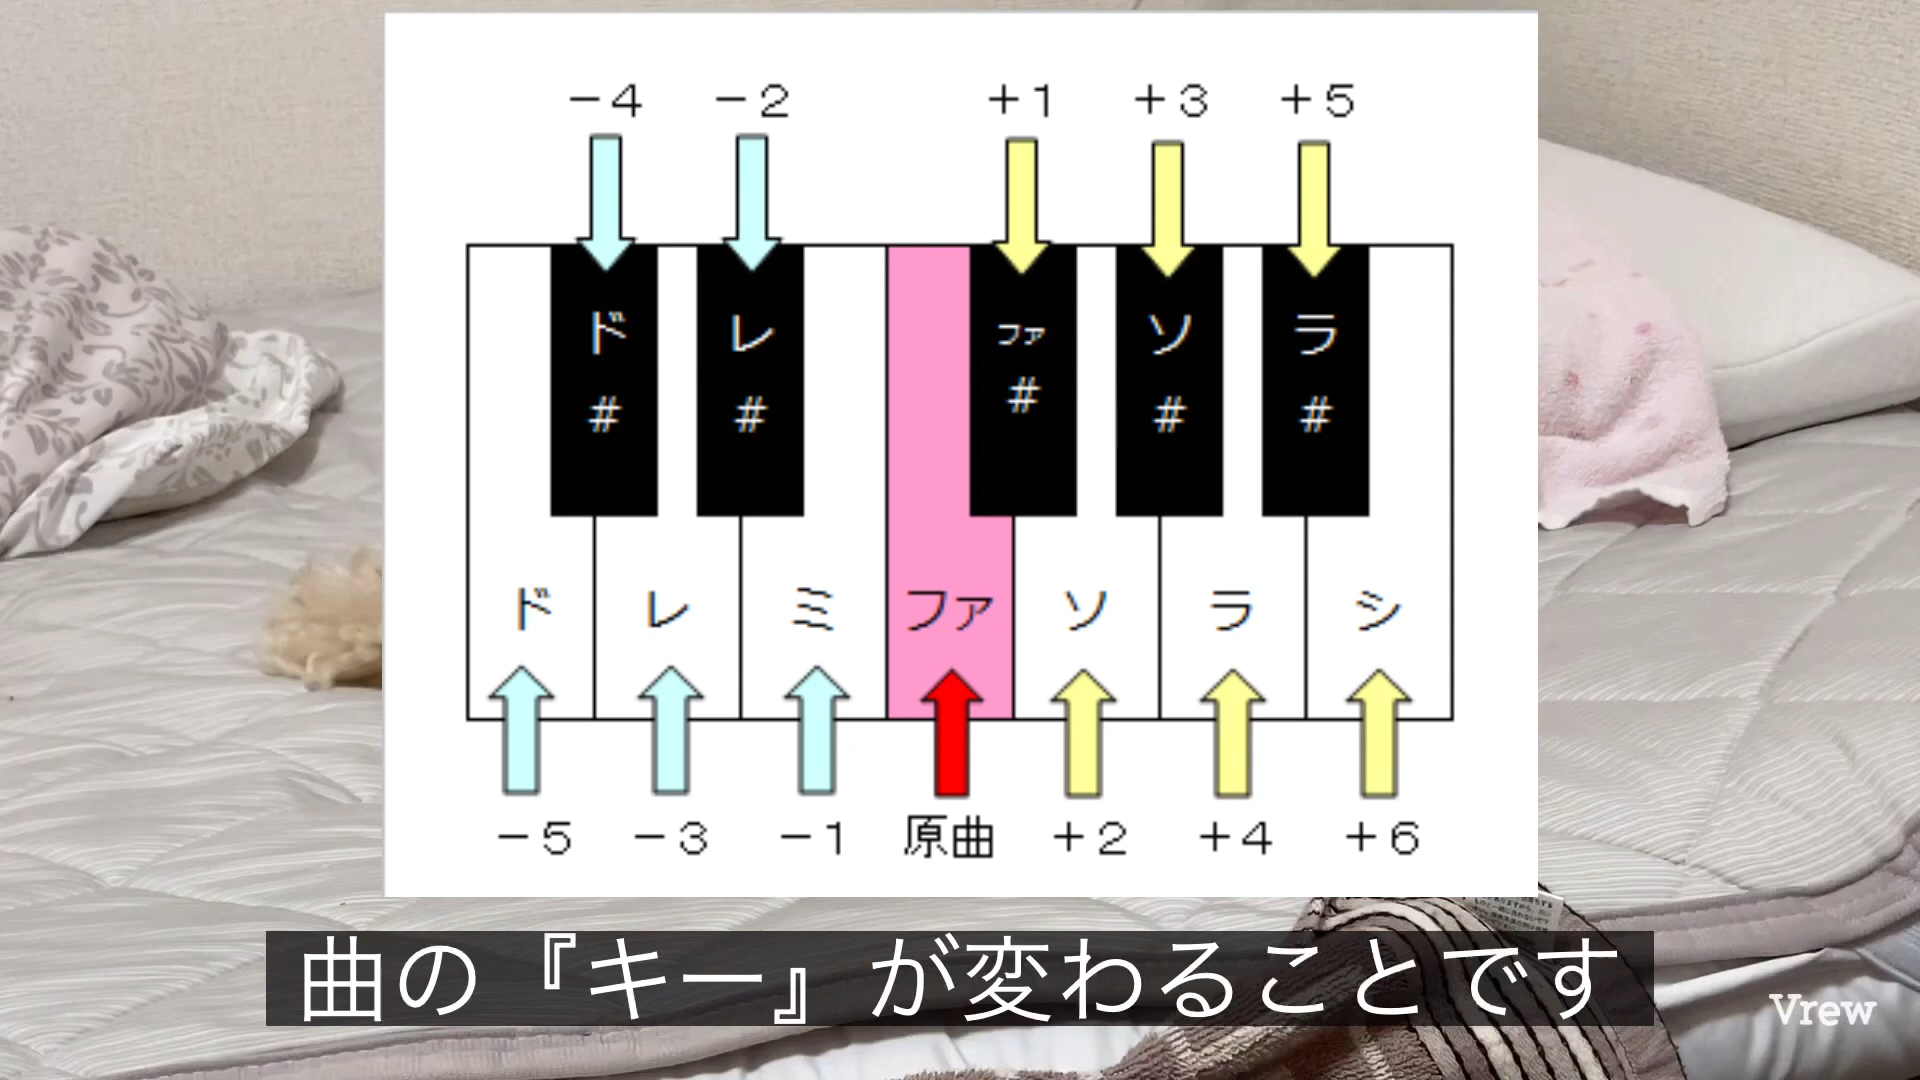 －4 －2 ＋1 ＋3 ＋5
ド# レ# ファ# ソ# ラ#
ド レ ミ ファ ソ ラ シ
－5 －3 －1 原曲 ＋2 ＋4 ＋6
曲の『キー』が変わることです
Vrew